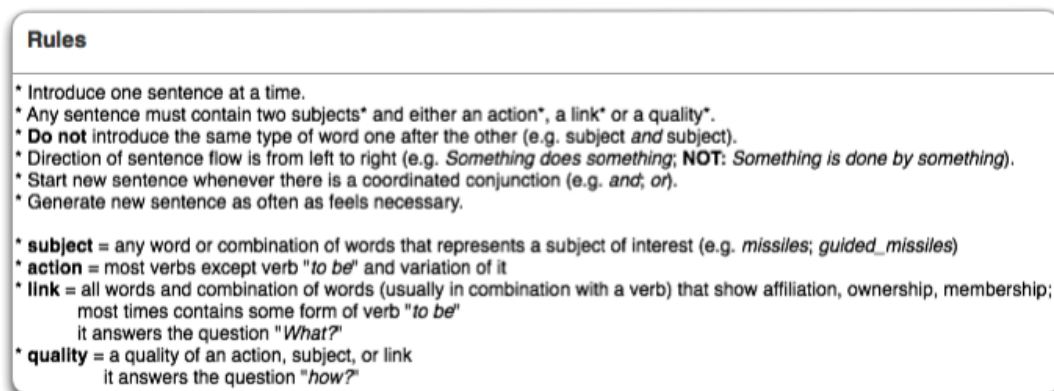 Rules
* Introduce one sentence at a time.
* Any sentence must contain two subjects* and either an action*, a link* or a quality*.
* Do not introduce the same type of word one after the other (e.g. subject and subject).
* Direction of sentence flow is from left to right (e.g. Something does something; NOT: Something is done by something).
* Start new sentence whenever there is a coordinated conjunction (e.g. and; or).
* Generate new sentence as often as feels necessary.
* subject = any word or combination of words that represents a subject of interest (e.g. missiles; guided_missiles)
* action = most verbs except verb "to be" and variation of it
* link = all words and combination of words (usually in combination with a verb) that show affiliation, ownership, membership;
most times contains some form of verb "to be"
it answers the question "What?"
* quality = a quality of an action, subject, or link
it answers the question "how?"